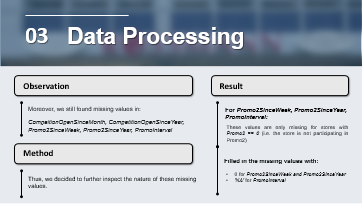 03 Data Processing
Observation
Moreover, we still found missing values in:
CompetitionOpenSinceMonth, CompetitionOpenSinceYear,
Promo2SinceWeek, Promo2SinceYear, PromoInterval
Method
Thus, we decided to further inspect the nature of these missing
values.
Result
For Promo2SinceWeek, Promo2SinceYear,
PromoInterval:
These values are only missing for stores with
Promo2 == 0 (i.e. the store is not participating in
Promo2)
Filled in the missing values with:
• 0 for Promo2SinceWeek and Promo2SinceYear
• for PromoInterval